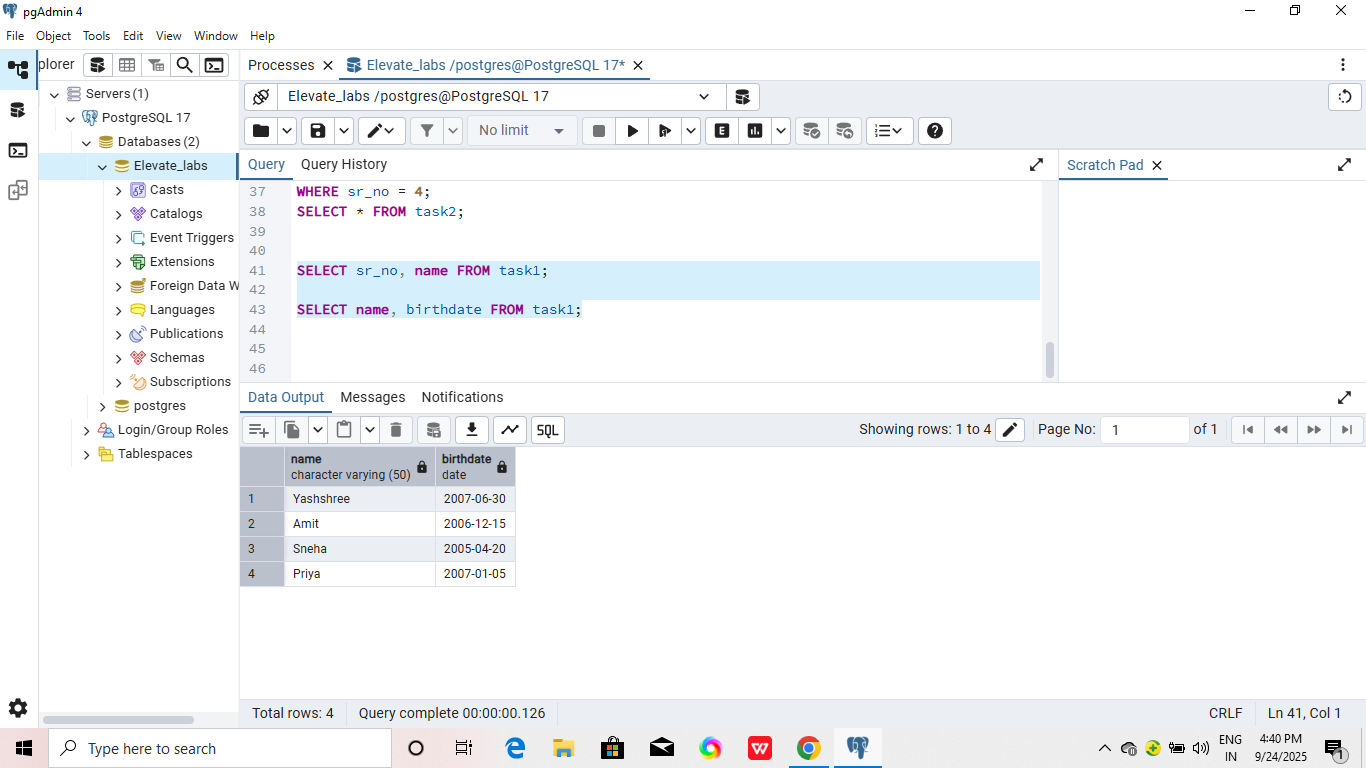 pgAdmin 4
File Object Tools Edit View Window Help
plorer
Processes
Elevate_labs /postgres@PostgreSQL 17*
Servers (1)
PostgreSQL 17
Databases (2)
Elevate_labs
Casts
Catalogs
Event Triggers
Extensions
Foreign Data W
Languages
Publications
Schemas
Subscriptions
postgres
Login/Group Roles
Tablespaces
Elevate_labs /postgres@PostgreSQL 17
No limit
E
Query Query History
Scratch Pad
37 WHERE sr_no = 4;
38 SELECT * FROM task2;
39
40
41 SELECT sr_no, name FROM task1;
42
43 SELECT name, birthdate FROM task1;
44
45
46
Data Output Messages Notifications
SQL
Showing rows: 1 to 4
Page No: 1 of 1
name birthdate
character varying (50) date
1 Yashshree 2007-06-30
2 Amit 2006-12-15
3 Sneha 2005-04-20
4 Priya 2007-01-05
Total rows: 4 Query complete 00:00:00.126 CRLF Ln 41, Col 1
Type here to search
W
ENG
IN
4:40 PM
9/24/2025
1